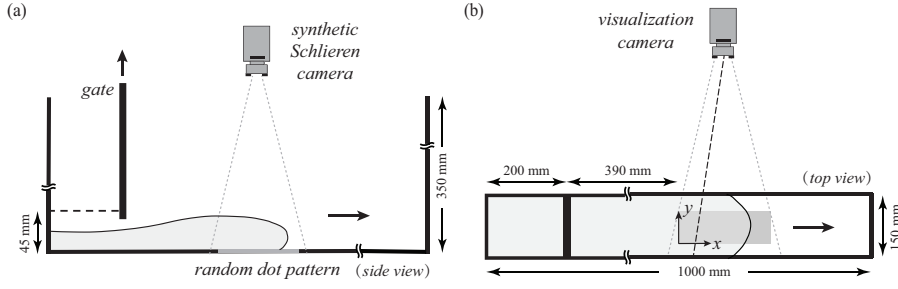 (a)
synthetic
Schlieren
camera
gate
45 mm
350 mm
random dot pattern
(side view)
(b)
visualization
camera
200 mm
390 mm
(top view)
y
x
150 mm
1000 mm